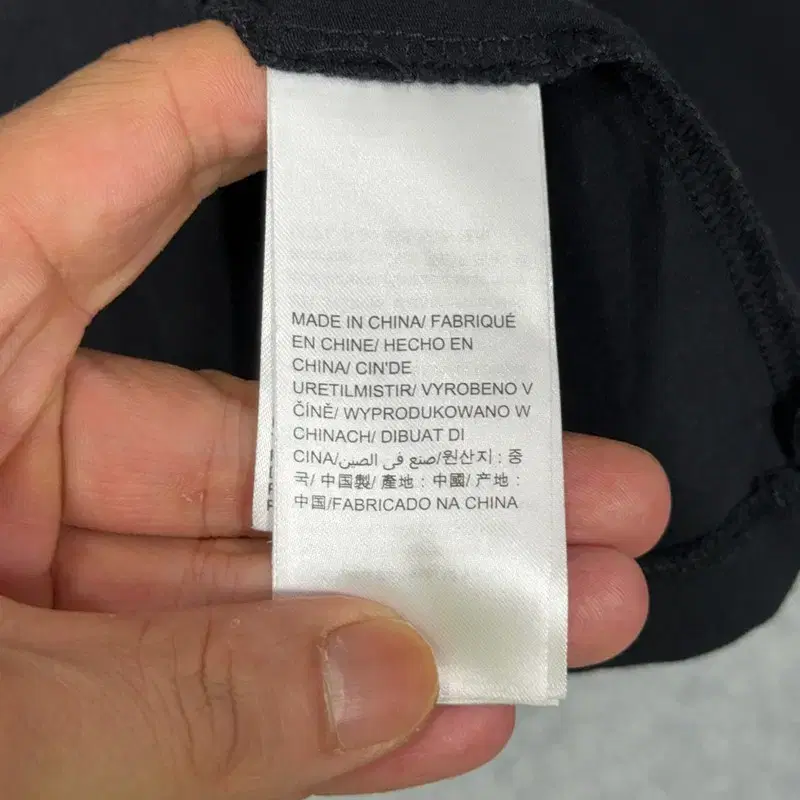 MADE IN CHINA/ FABRIQUÉ
EN CHINE/ HECHO EN
CHINA/ CIN'DE
URETILMISTIR/ VYROBENO V
ČÍNĚ/ WYPRODUKOWANO W
CHINACH/ DIBUAT DI
CINA/صنع في الصين/원산지 : 중
국/ 中国製/ 產地 : 中國/ 产地 :
中国/FABRICADO NA CHINA